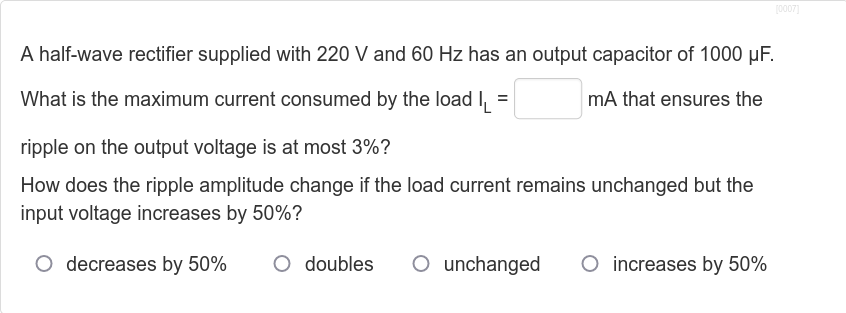 [0007]
A half-wave rectifier supplied with 220 V and 60 Hz has an output capacitor of 1000 µF.
What is the maximum current consumed by the load I_L = mA that ensures the
ripple on the output voltage is at most 3%?
How does the ripple amplitude change if the load current remains unchanged but the
input voltage increases by 50%?
decreases by 50% doubles unchanged increases by 50%